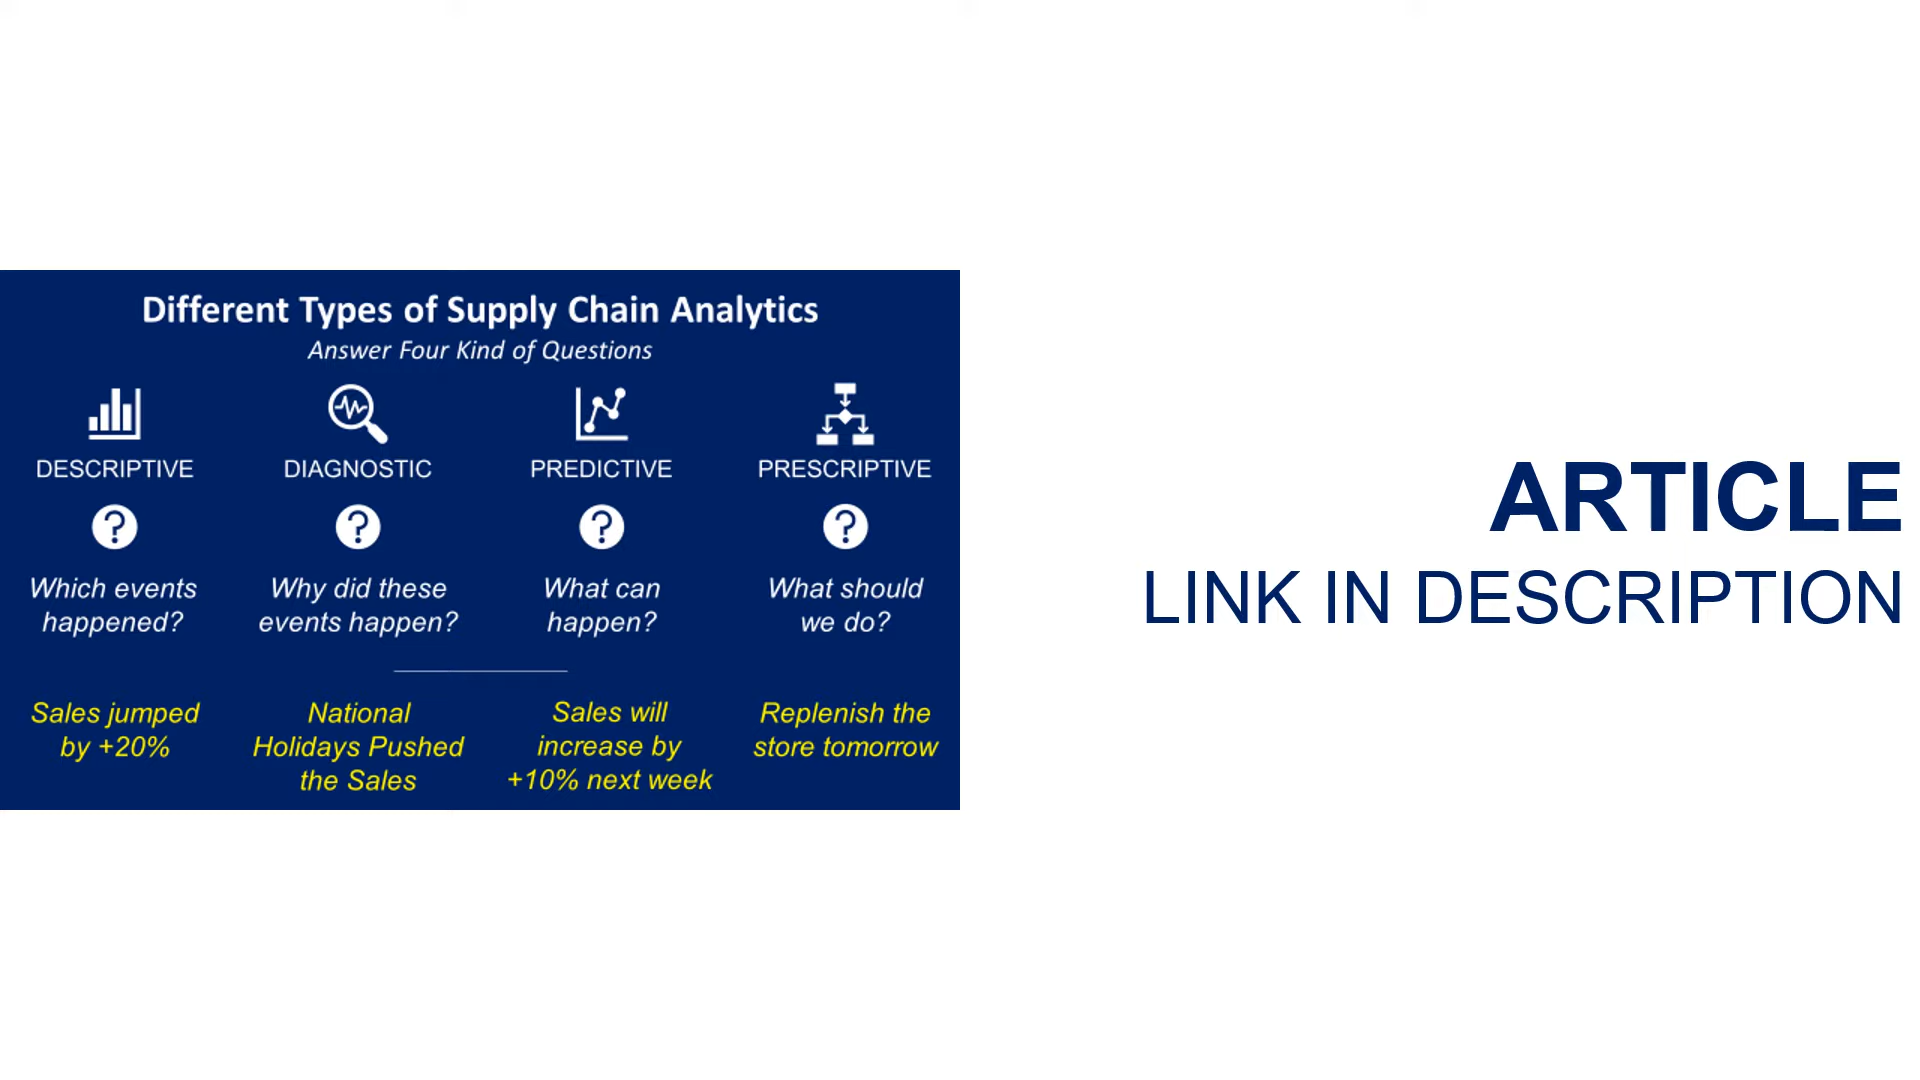 Different Types of Supply Chain Analytics
Answer Four Kind of Questions
DESCRIPTIVE
?
Which events
happened?
Sales jumped
by +20%
DIAGNOSTIC
?
Why did these
events happen?
National
Holidays Pushed
the Sales
PREDICTIVE
?
What can
happen?
Sales will
increase by
+10% next week
PRESCRIPTIVE
?
What should
we do?
Replenish the
store tomorrow
ARTICLE
LINK IN DESCRIPTION